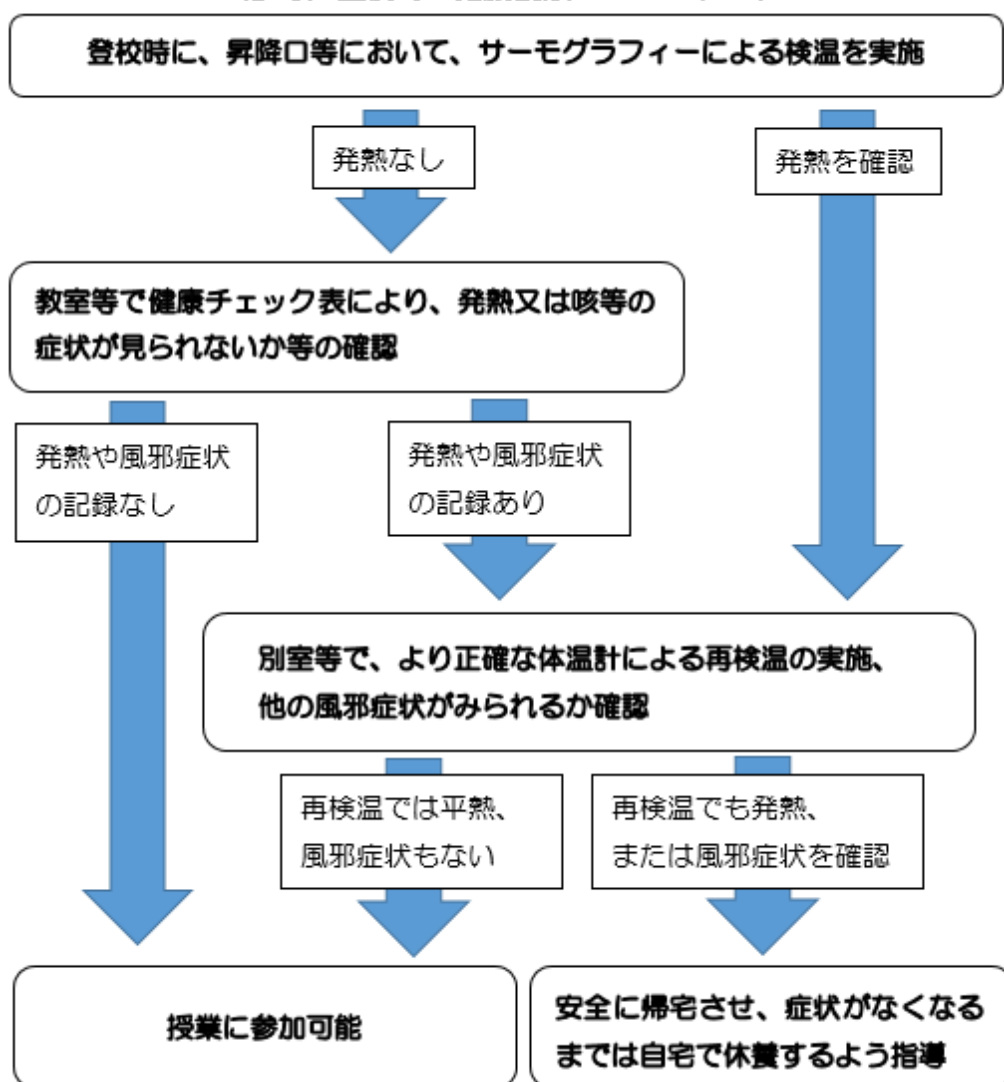 登校時に、昇降口等において、サーモグラフィーによる検温を実施
発熱なし
発熱を確認
教室等で健康チェック表により、発熱又は咳等の
症状が見られないか等の確認
発熱や風邪症状
の記録なし
発熱や風邪症状
の記録あり
別室等で、より正確な体温計による再検温の実施、
他の風邪症状がみられるか確認
再検温では平熱、
風邪症状もない
再検温でも発熱、
または風邪症状を確認
授業に参加可能
安全に帰宅させ、症状がなくなる
までは自宅で休養するよう指導